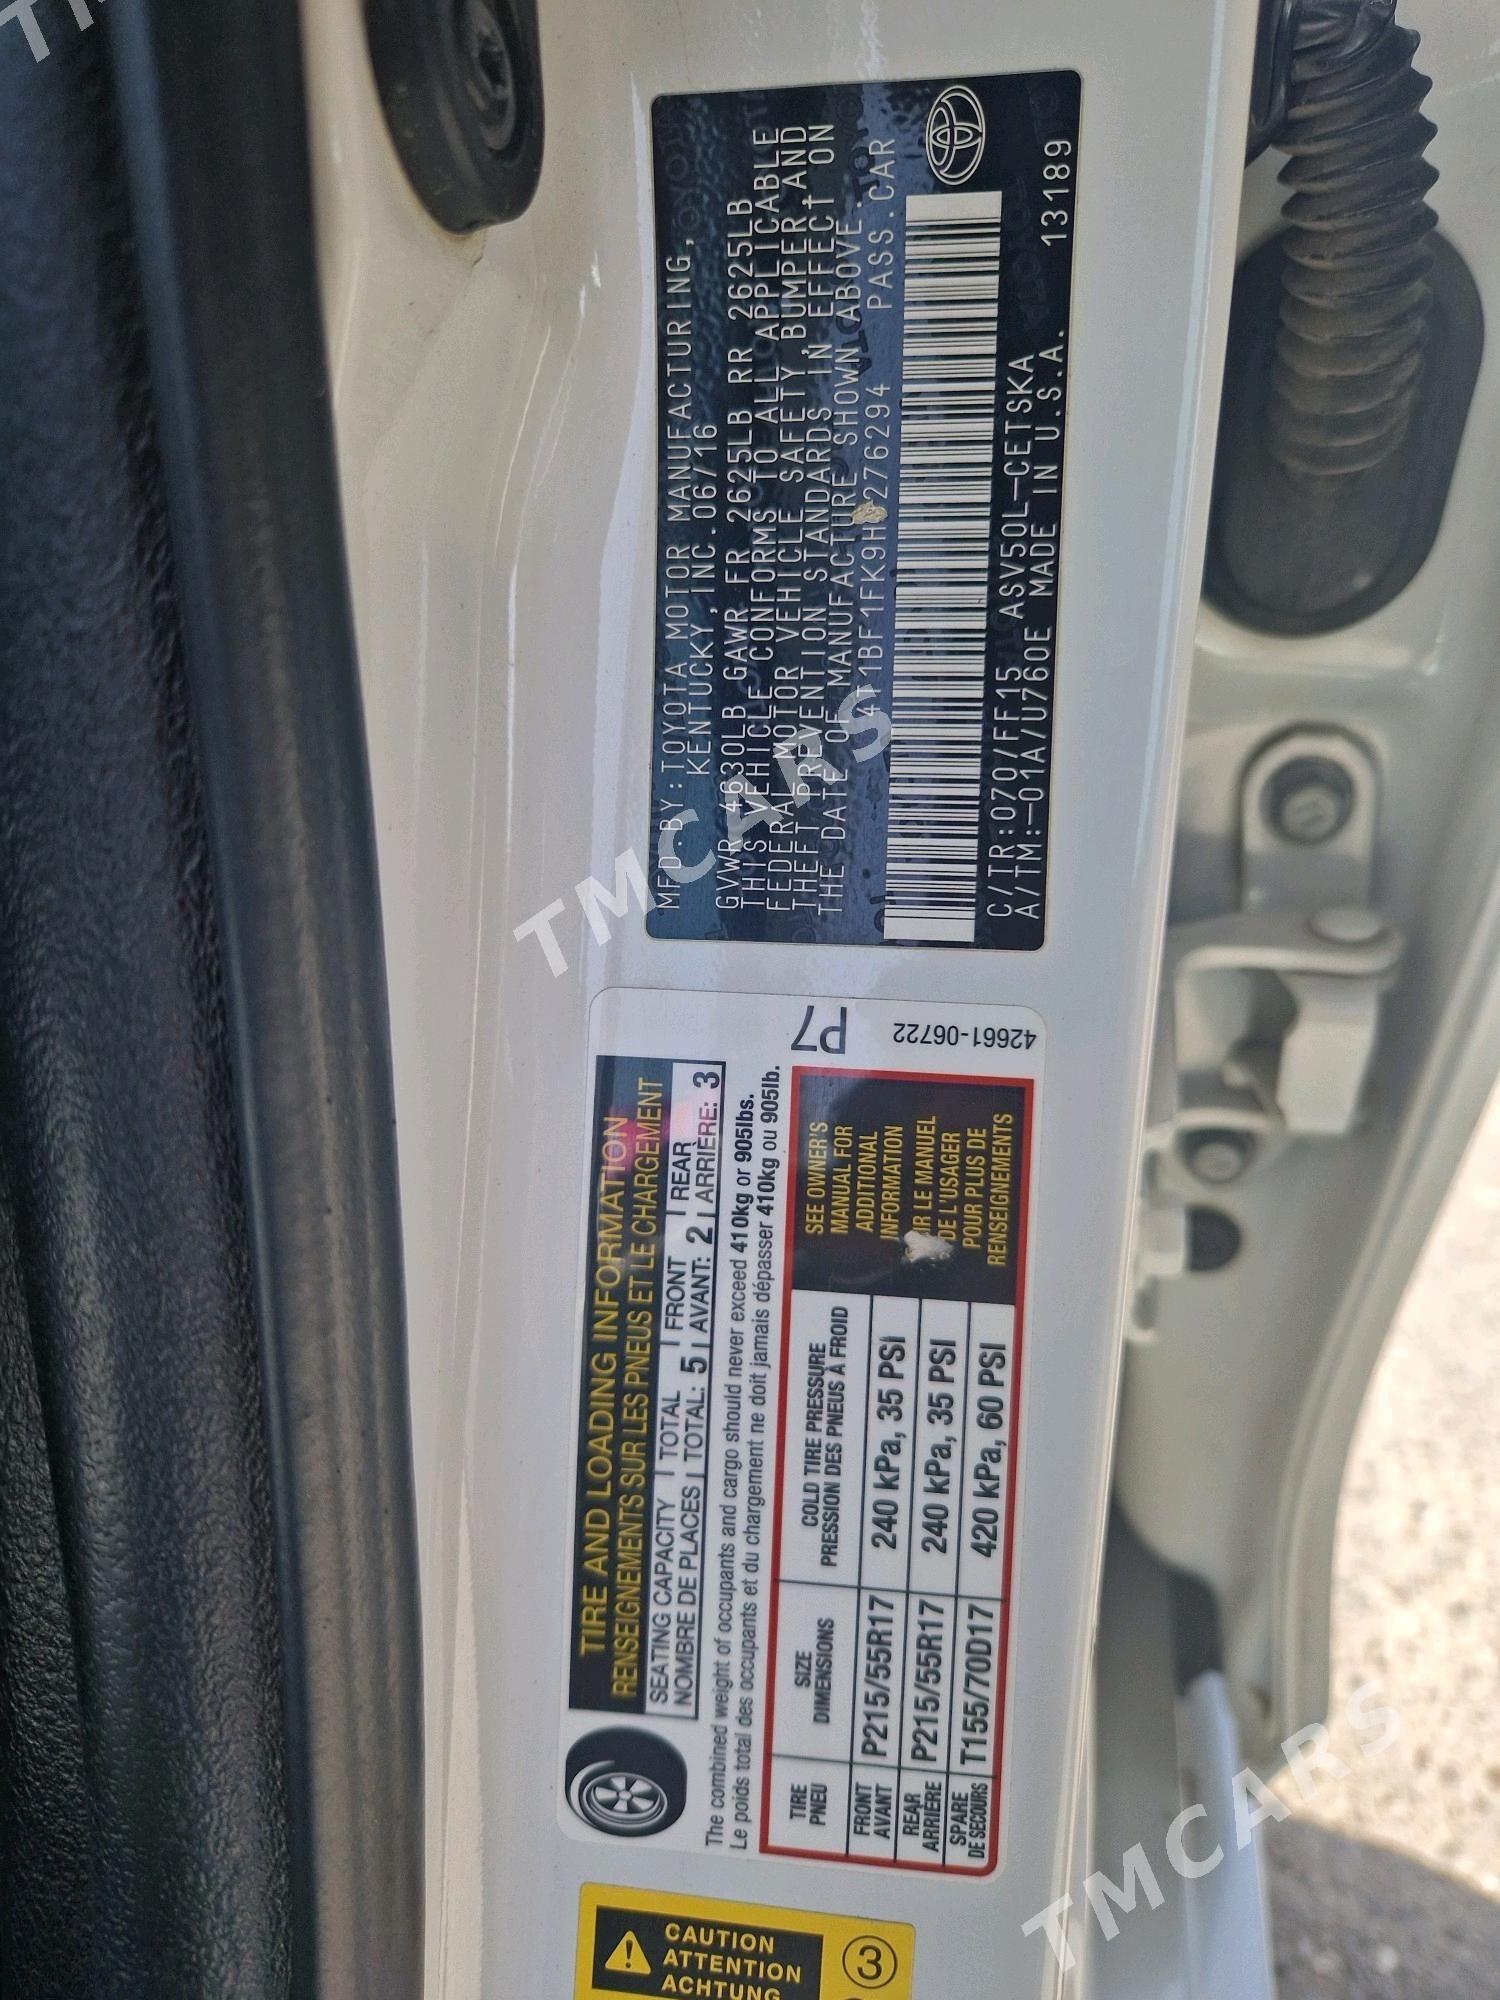 MFD.BY:TOYOTA MOTOR MANUFACTURING,
KENTUCKY,INC.06/16
GVWR 4630LB GAWR FR 2625LB RR 2625LB
THIS VEHICLE CONFORMS TO ALL APPLICABLE
FEDERAL MOTOR VEHICLE SAFETY,BUMPER,AND
THEFT PREVENTION STANDARDS IN EFFECT ON
THE DATE OF MANUFACTURE SHOWN ABOVE.
PASS.CAR
C/TR:070/FF15 ASV50L-CETSKA
A/TM:-01A/U760E MADE IN U.S.A. 13189
P7
42661-06722
TIRE AND LOADING INFORMATION
RENSEIGNEMENTS SUR LES PNEUS ET LE CHARGEMENT
SEATING CAPACITY TOTAL FRONT REAR
NOMBRE DE PLACES TOTAL: 5 AVANT: 2 ARRIÈRE: 3
The combined weight of occupants and cargo should never exceed 410kg or 905lbs.
Le poids total des occupants et du chargement ne doit jamais dépasser 410kg ou 905lb.
TIRE
PNEU
SIZE
DIMENSIONS
COLD TIRE PRESSURE
PRESSION DES PNEUS À FROID
FRONT
AVANT
P215/55R17
240 kPa, 35 PSI
REAR
ARRIÈRE
P215/55R17
240 kPa, 35 PSI
SPARE
DE SECOURS
T155/70D17
420 kPa, 60 PSI
SEE OWNER'S
MANUAL FOR
ADDITIONAL
INFORMATION
LE MANUEL
DE L'USAGER
POUR PLUS DE
RENSEIGNEMENTS
CAUTION
ATTENTION
ACHTUNG
3
TMCARS
TMCARS